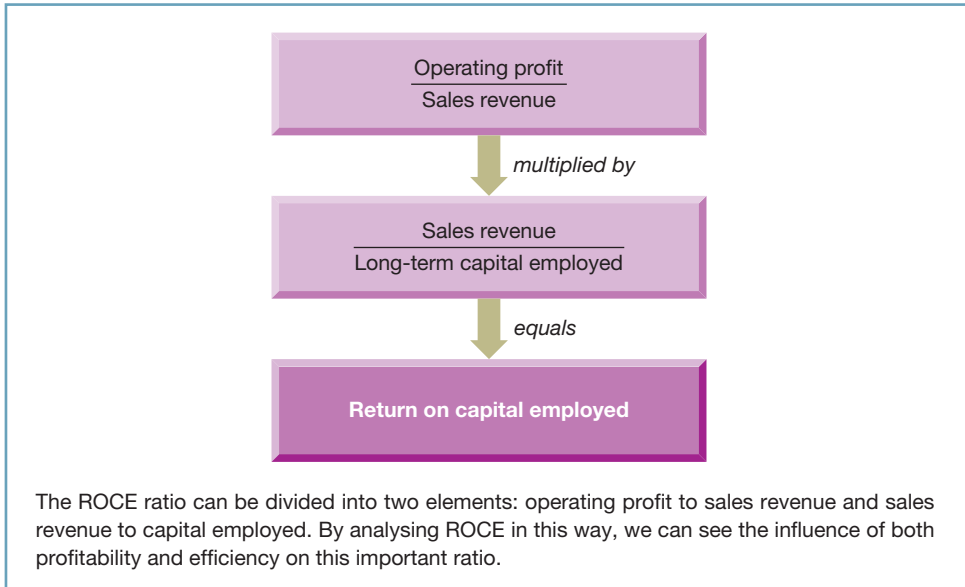 Operating profit
Sales revenue
multiplied by
Sales revenue
Long-term capital employed
equals
Return on capital employed
The ROCE ratio can be divided into two elements: operating profit to sales revenue and sales
revenue to capital employed. By analysing ROCE in this way, we can see the influence of both
profitability and efficiency on this important ratio.